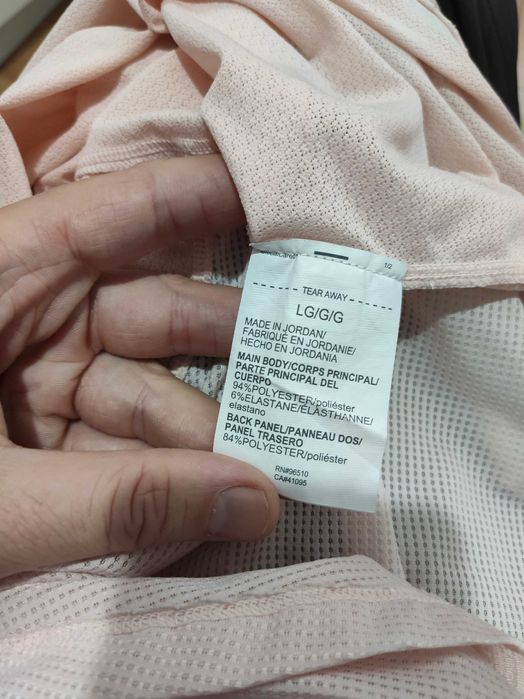 1/2
TEAR AWAY
LG/G/G
MADE IN JORDAN/
FABRIQUÉ EN JORDANIE/
HECHO EN JORDANIA
MAIN BODY/CORPS PRINCIPAL/
PARTE PRINCIPAL DEL
CUERPO
94%POLYESTER/poliéster
6%ELASTANE/ÉLASTHANNE/
elastano
BACK PANEL/PANNEAU DOS/
PANEL TRASERO
84%POLYESTER/poliéster
RN#96510
CA#41095